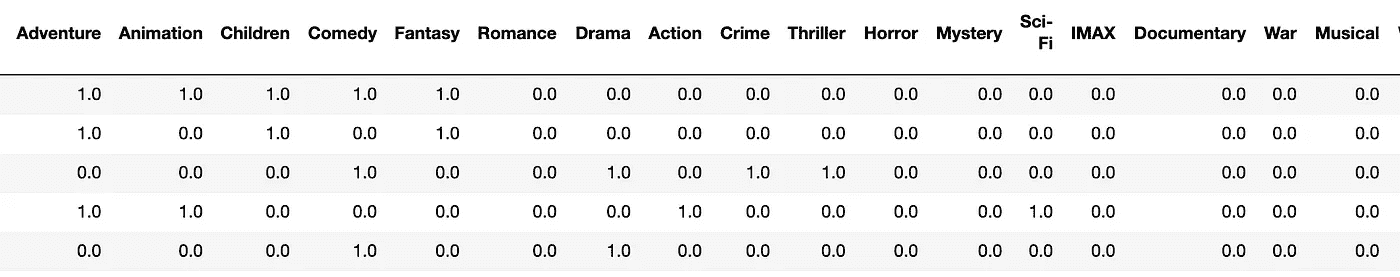 Adventure Animation Children Comedy Fantasy Romance Drama Action Crime Thriller Horror Mystery Sci-Fi IMAX Documentary War Musical
1.0 1.0 1.0 1.0 1.0 0.0 0.0 0.0 0.0 0.0 0.0 0.0 0.0 0.0 0.0 0.0 0.0
1.0 0.0 1.0 0.0 1.0 0.0 0.0 0.0 0.0 0.0 0.0 0.0 0.0 0.0 0.0 0.0 0.0
0.0 0.0 0.0 1.0 0.0 0.0 1.0 0.0 1.0 1.0 0.0 0.0 0.0 0.0 0.0 0.0 0.0
1.0 1.0 0.0 0.0 0.0 0.0 0.0 1.0 0.0 0.0 0.0 0.0 1.0 0.0 0.0 0.0 0.0
0.0 0.0 0.0 1.0 0.0 0.0 1.0 0.0 0.0 0.0 0.0 0.0 0.0 0.0 0.0 0.0 0.0